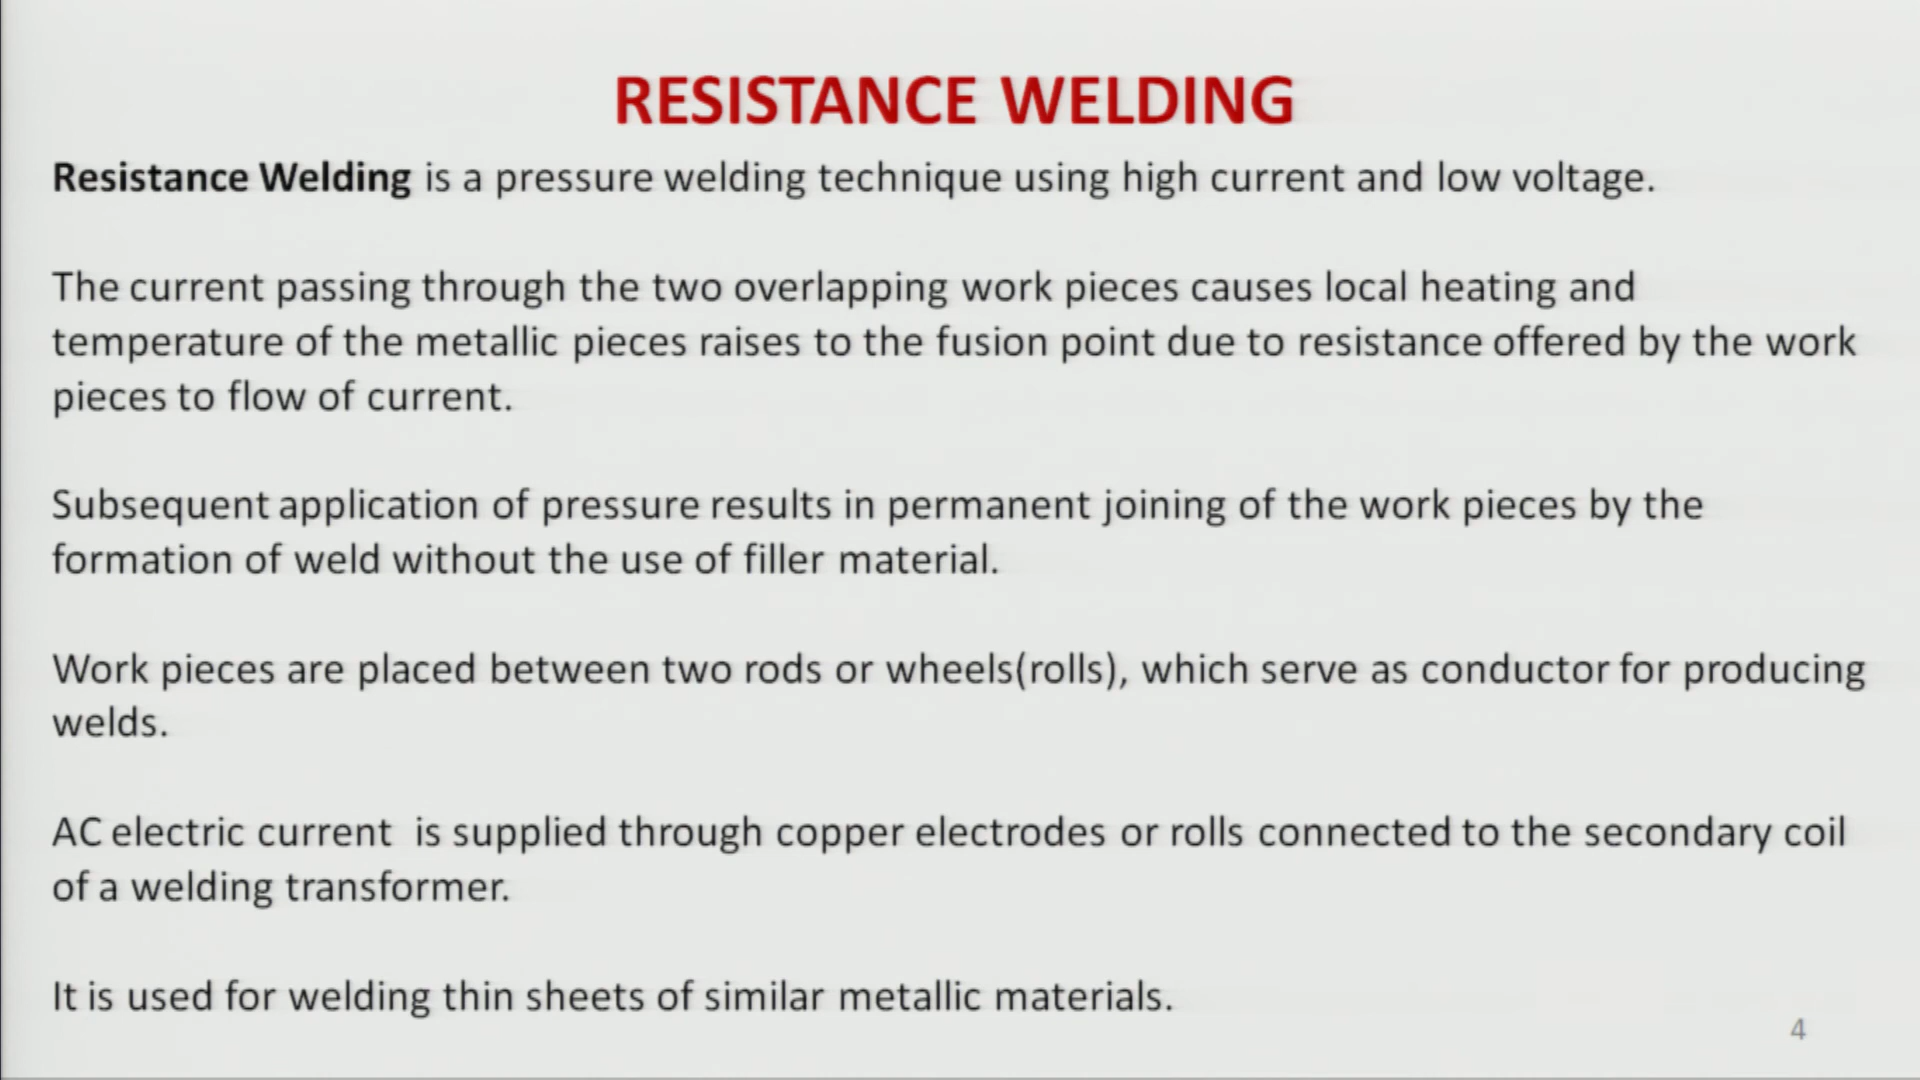 RESISTANCE WELDING
Resistance Welding is a pressure welding technique using high current and low voltage.
The current passing through the two overlapping work pieces causes local heating and
temperature of the metallic pieces raises to the fusion point due to resistance offered by the work
pieces to flow of current.
Subsequent application of pressure results in permanent joining of the work pieces by the
formation of weld without the use of filler material.
Work pieces are placed between two rods or wheels(rolls), which serve as conductor for producing
welds.
AC electric current  is supplied through copper electrodes or rolls connected to the secondary coil
of a welding transformer.
It is used for welding thin sheets of similar metallic materials.
4